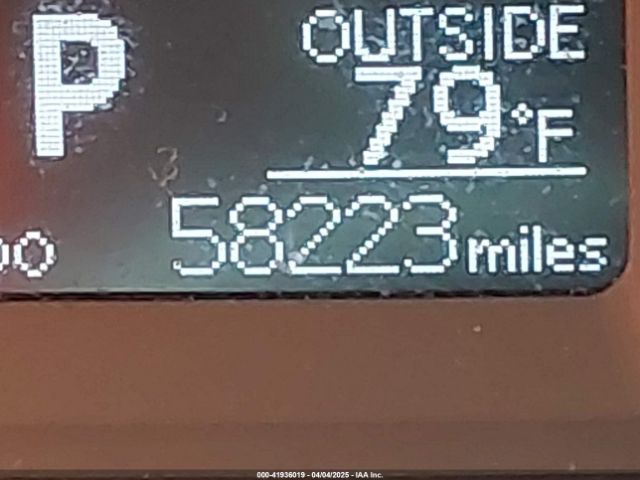 P
OUTSIDE
79°F
58223 miles
000-41936019 - 04/04/2025 - IAA Inc.